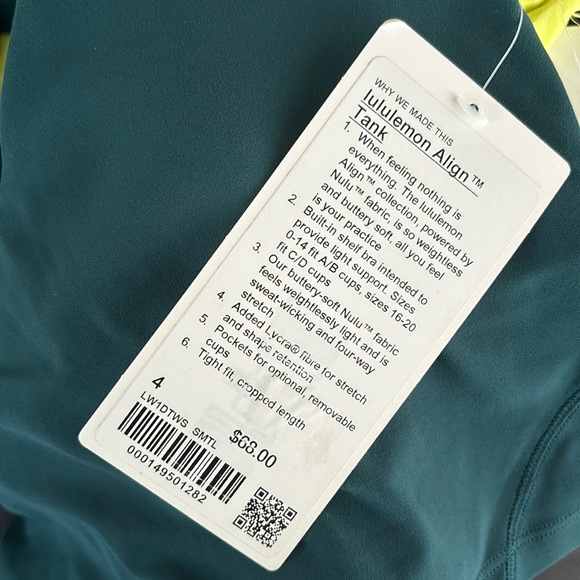 WHY WE MADE THIS
lululemon Align™
Tank
1. When feeling nothing is
everything. The lululemon
Align™ collection, powered by
Nulu™ fabric, is so weightless
and buttery soft, all you feel
is your practice
2. Built-in shelf bra intended to
provide light support. Sizes
0-14 fit A/B cups, sizes 16-20
fit C/D cups
3. Our buttery-soft Nulu™ fabric
feels weightlessly light and is
sweat-wicking and four-way
stretch
4. Added Lycra® fibre for stretch
and shape retention
5. Pockets for optional, removable
cups
6. Tight fit, cropped length
4
LW1DTWS SMTL
$68.00
000149501282